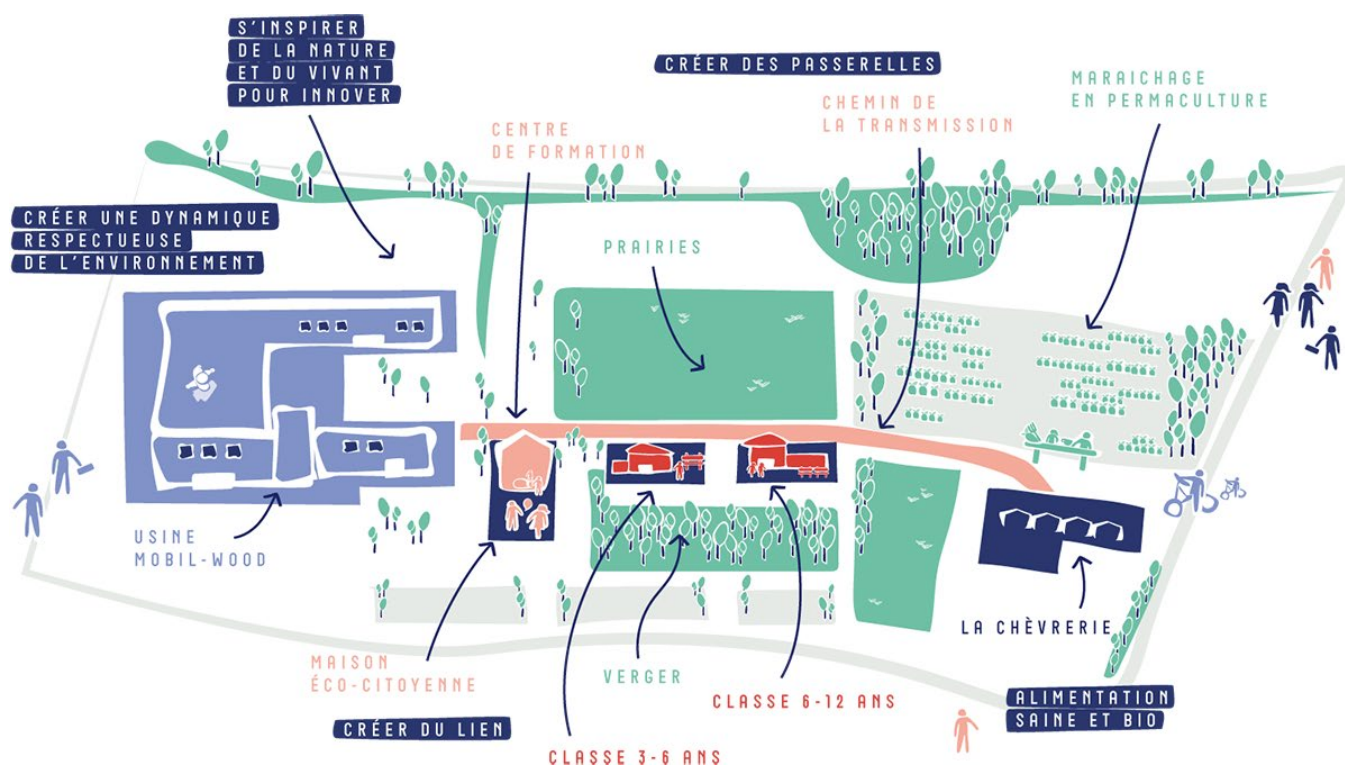 S'INSPIRER
DE LA NATURE
ET DU VIVANT
POUR INNOVER
CRÉER DES PASSERELLES
MARAICHAGE
EN PERMACULTURE
CHEMIN DE
LA TRANSMISSION
CENTRE
DE FORMATION
CRÉER UNE DYNAMIQUE
RESPECTUEUSE
DE L'ENVIRONNEMENT
PRAIRIES
USINE
MOBIL-WOOD
LA CHÈVRERIE
MAISON
ÉCO-CITOYENNE
VERGER
CLASSE 6-12 ANS
ALIMENTATION
SAINE ET BIO
CRÉER DU LIEN
CLASSE 3-6 ANS